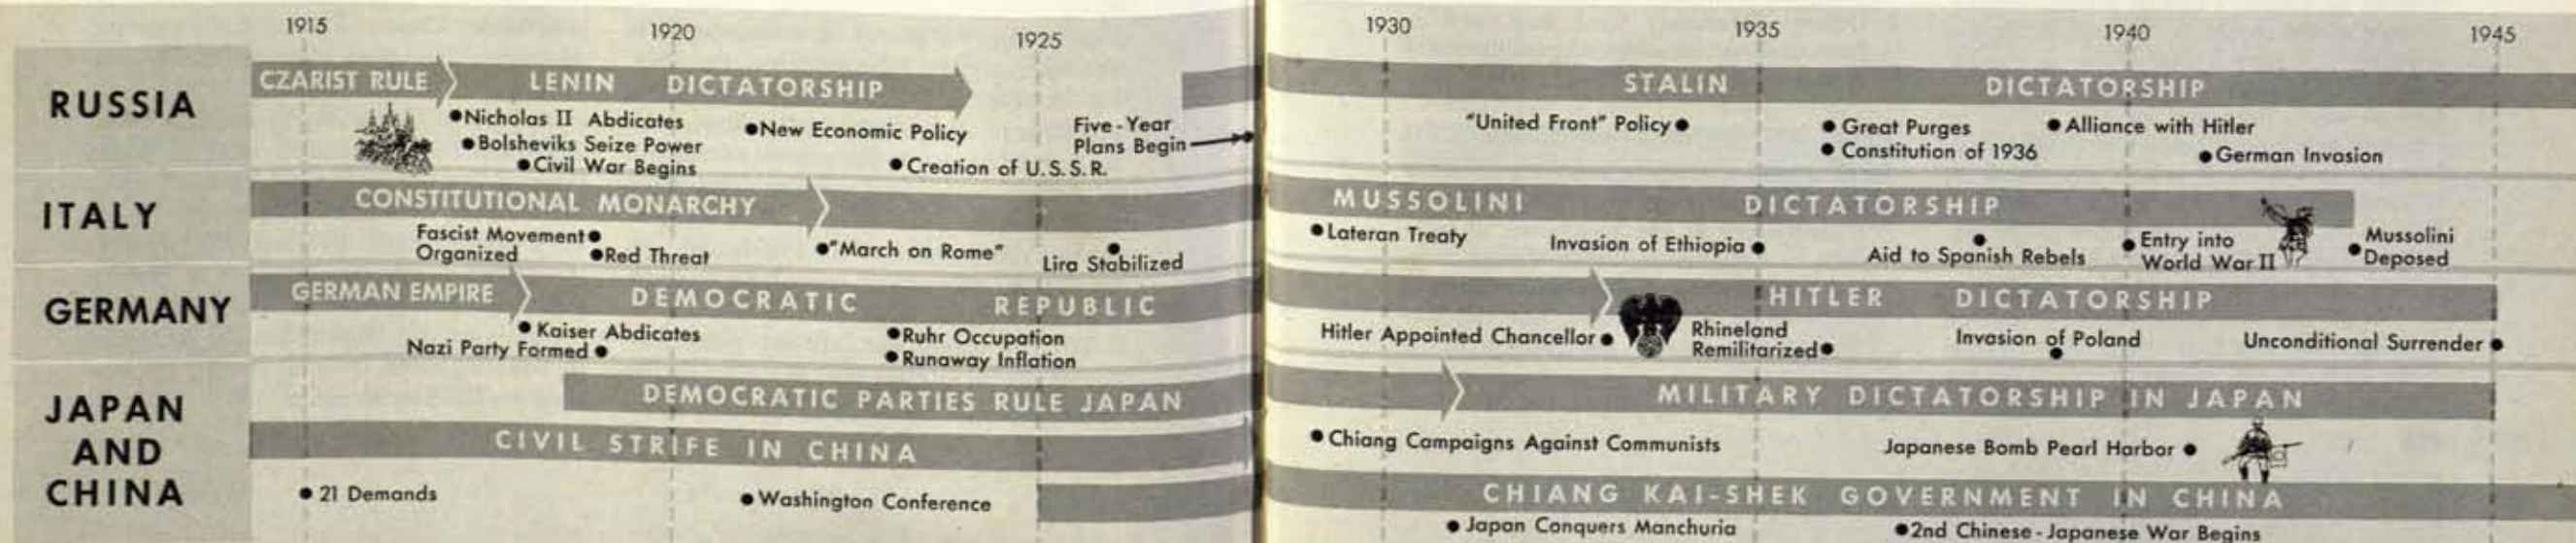 1915 1920 1925 1930 1935 1940 1945
RUSSIA
CZARIST RULE LENIN DICTATORSHIP STALIN DICTATORSHIP
Nicholas II Abdicates
Bolsheviks Seize Power
Civil War Begins
New Economic Policy
Creation of U.S.S.R.
Five-Year
Plans Begin
"United Front" Policy
Great Purges
Constitution of 1936
Alliance with Hitler
German Invasion
ITALY
CONSTITUTIONAL MONARCHY MUSSOLINI DICTATORSHIP
Fascist Movement
Organized
Red Threat
"March on Rome"
Lira Stabilized
Lateran Treaty
Invasion of Ethiopia
Aid to Spanish Rebels
Entry into
World War II
Mussolini
Deposed
GERMANY
GERMAN EMPIRE DEMOCRATIC REPUBLIC HITLER DICTATORSHIP
Kaiser Abdicates
Nazi Party Formed
Ruhr Occupation
Runaway Inflation
Hitler Appointed Chancellor
Rhineland
Remilitarized
Invasion of Poland
Unconditional Surrender
JAPAN
AND
CHINA
DEMOCRATIC PARTIES RULE JAPAN MILITARY DICTATORSHIP IN JAPAN
CIVIL STRIFE IN CHINA
Chiang Campaigns Against Communists
Japanese Bomb Pearl Harbor
21 Demands
Washington Conference
CHIANG KAI-SHEK GOVERNMENT IN CHINA
Japan Conquers Manchuria
2nd Chinese-Japanese War Begins